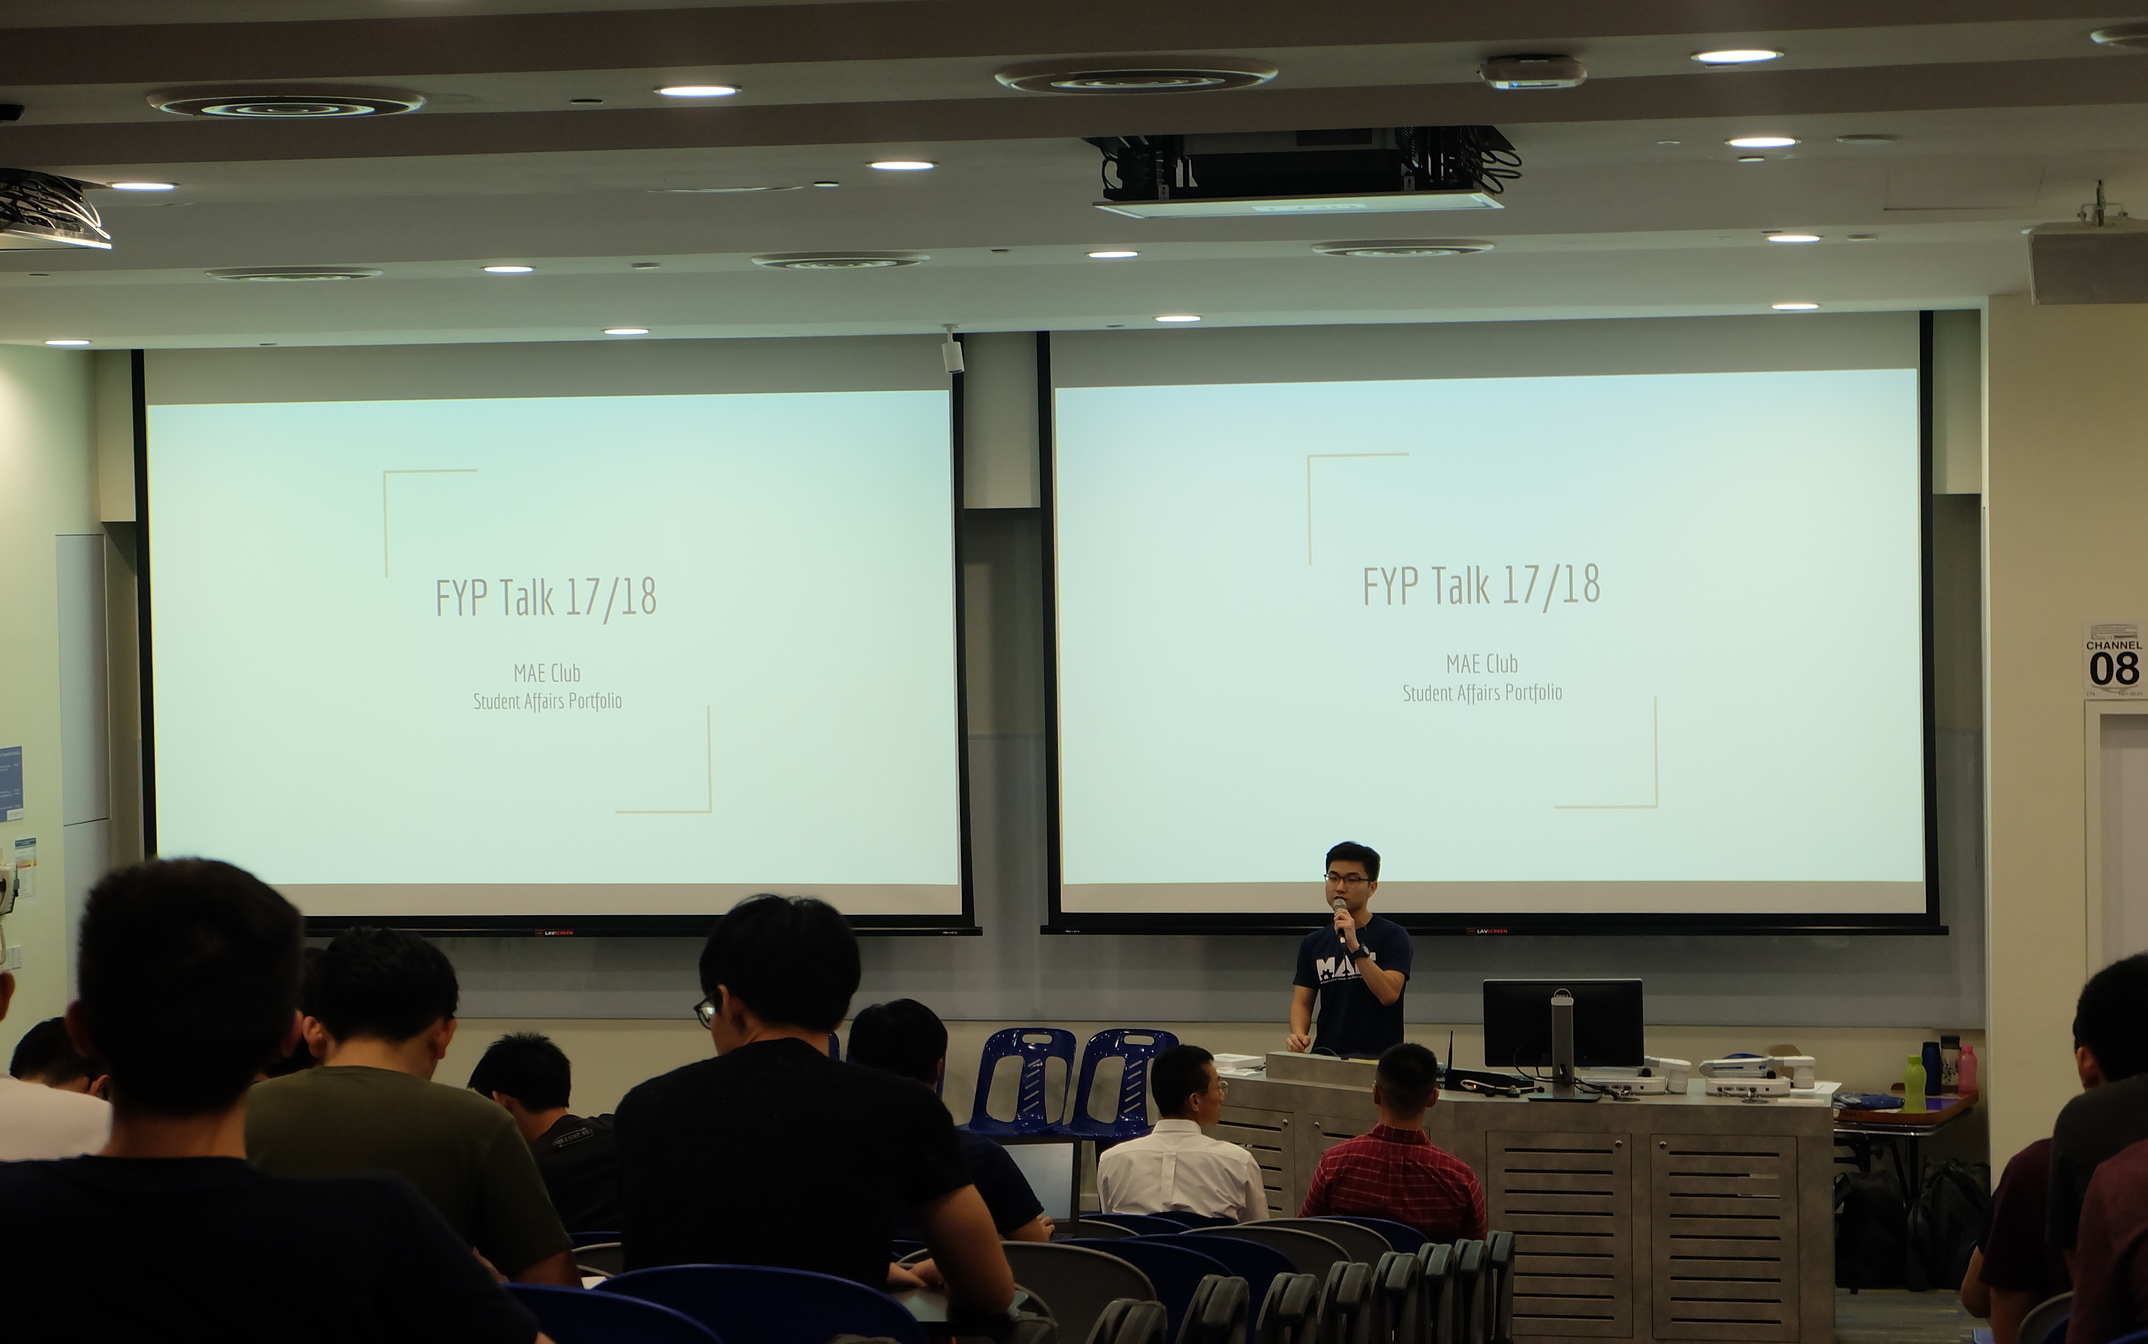 FYP Talk 17/18
MAE Club
Student Affairs Portfolio
FYP Talk 17/18
MAE Club
Student Affairs Portfolio
CHANNEL
08
LAVSCREEN
LAVSCREEN
MAE